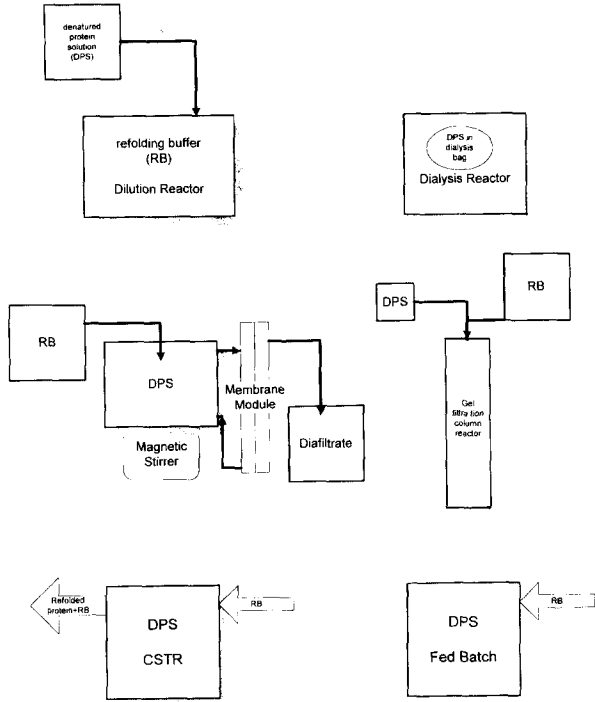 denatured
protein
solution
(DPS)
refolding buffer
(RB)
Dilution Reactor
DPS in
dialysis
bag
Dialysis Reactor
RB
DPS
Membrane
Module
Magnetic
Stirrer
Diafiltrate
DPS
RB
Gel
filtration
column
reactor
Refolded
protein+RB
DPS
CSTR
RB
DPS
Fed Batch
RB